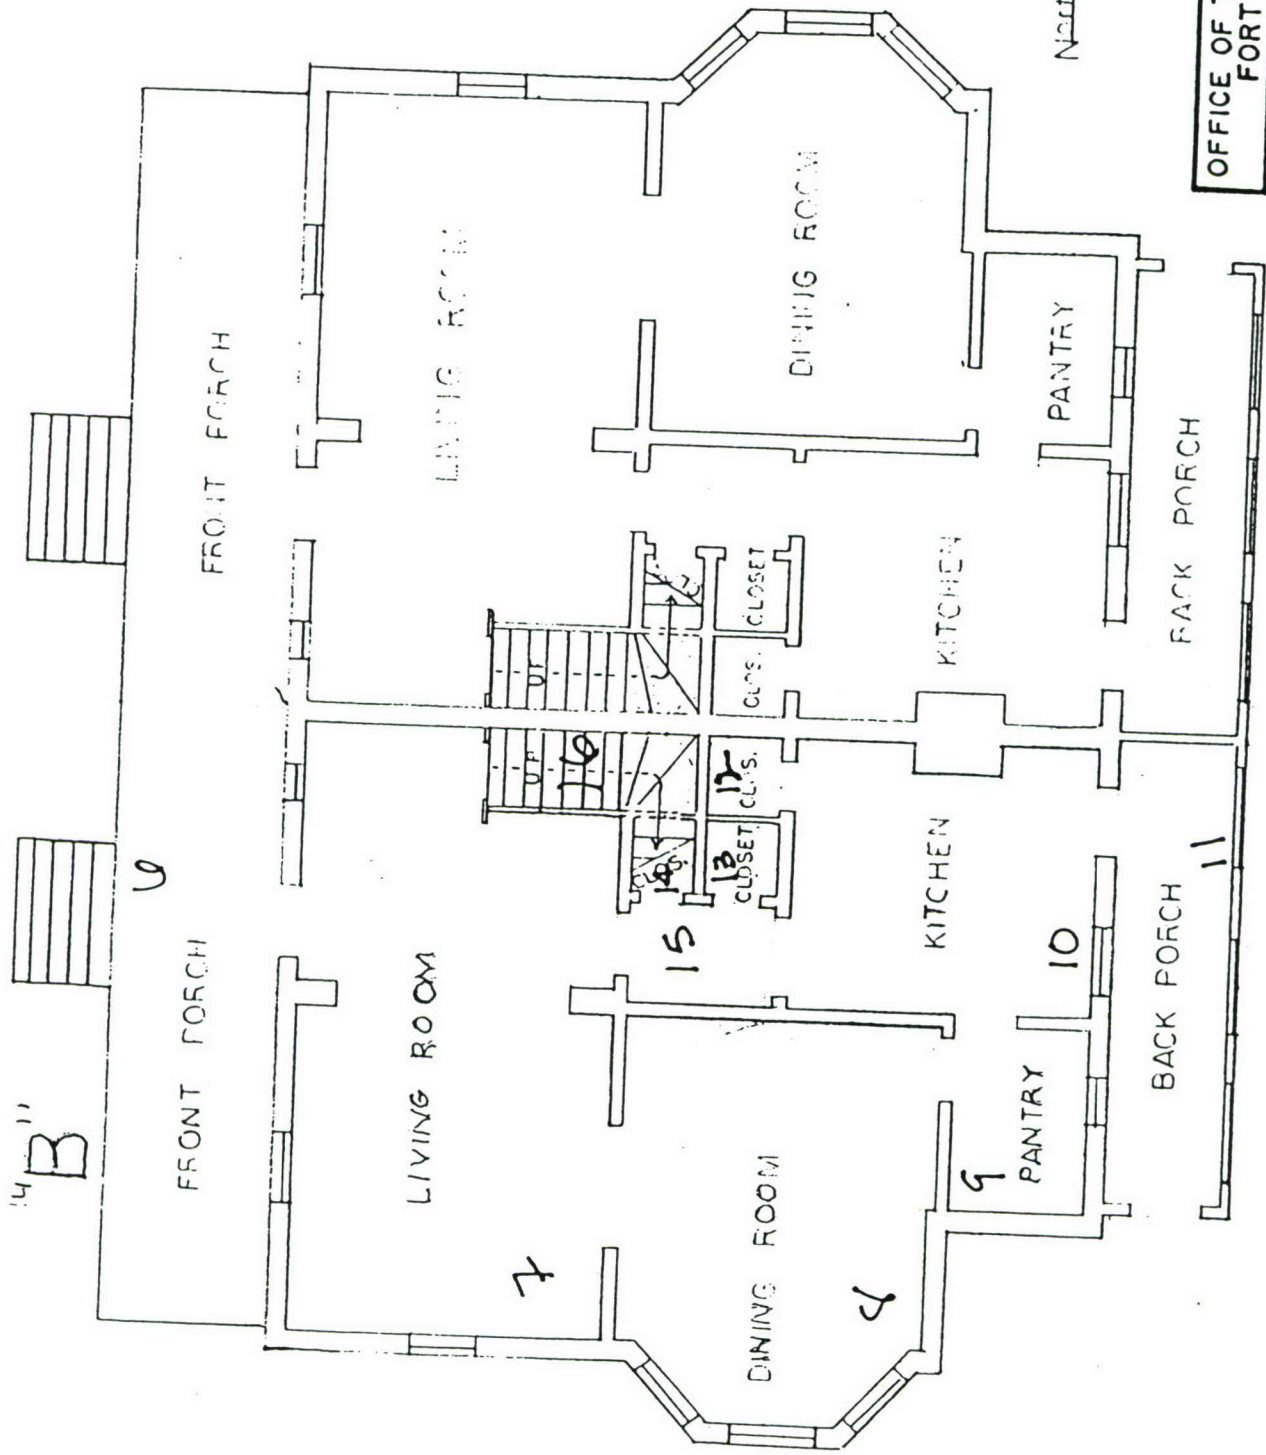 "B"
6
FRONT PORCH
FRONT PORCH
LIVING ROOM
LIVING ROOM
7
UP
UP
16
CLOS.
14
15
13
12
CLOSET
CLOS.
CLOS.
CLOSET
DINING ROOM
DINING ROOM
8
KITCHEN
KITCHEN
9
PANTRY
PANTRY
10
BACK PORCH
BACK PORCH
11
OFFICE OF
FORT